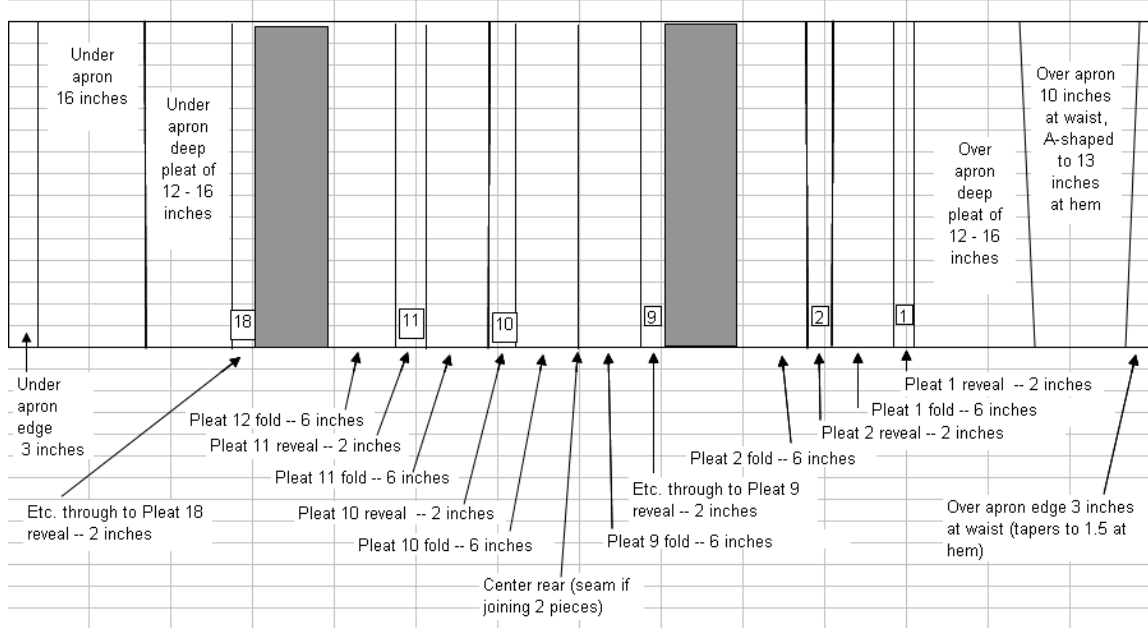 Under
apron
16 inches
Under
apron
deep
pleat of
12 - 16
inches
Over
apron
deep
pleat of
12 - 16
inches
Over apron
10 inches
at waist,
A-shaped
to 13
inches
at hem
18
11
10
9
2
1
Under
apron
edge
3 inches
Pleat 12 fold -- 6 inches
Pleat 11 reveal -- 2 inches
Pleat 11 fold -- 6 inches
Pleat 10 reveal -- 2 inches
Pleat 10 fold -- 6 inches
Etc. through to Pleat 18
reveal -- 2 inches
Center rear (seam if
joining 2 pieces)
Pleat 9 fold -- 6 inches
Etc. through to Pleat 9
reveal -- 2 inches
Pleat 2 fold -- 6 inches
Pleat 2 reveal -- 2 inches
Pleat 1 fold -- 6 inches
Pleat 1 reveal -- 2 inches
Over apron edge 3 inches
at waist (tapers to 1.5 at
hem)